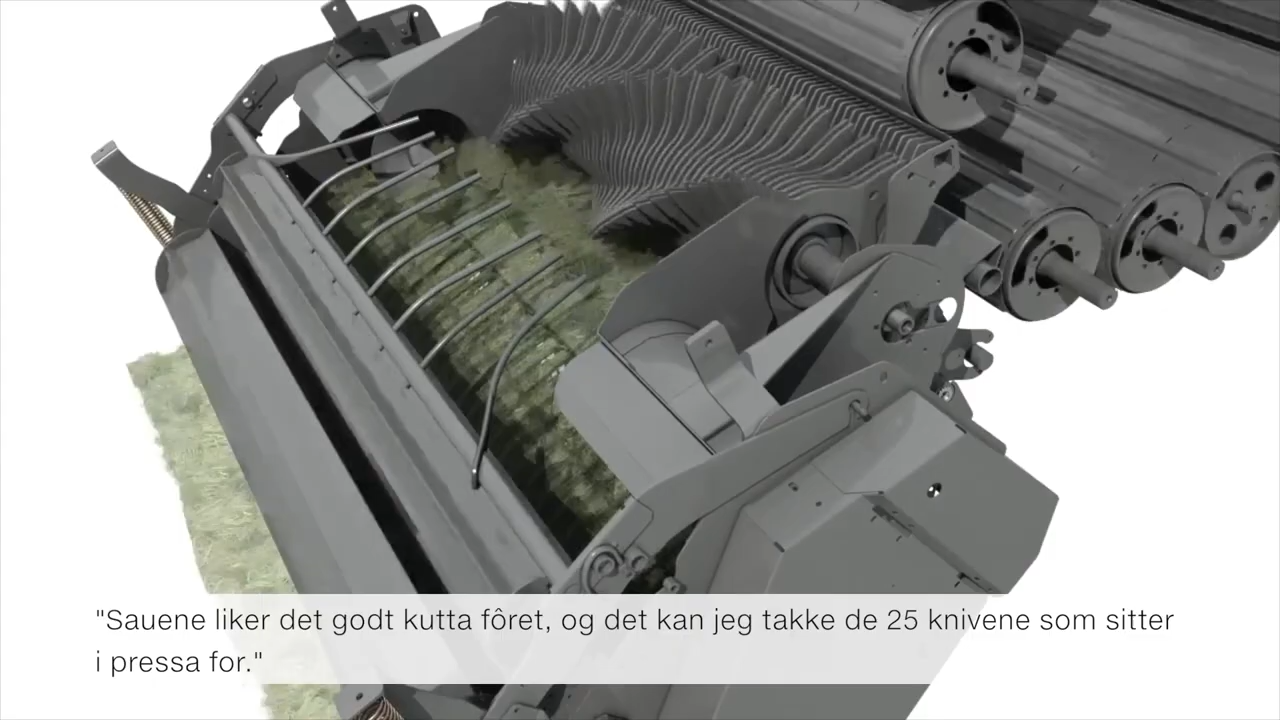 "Sauene liker det godt kutta fôret, og det kan jeg takke de 25 knivene som sitter
i pressa for."